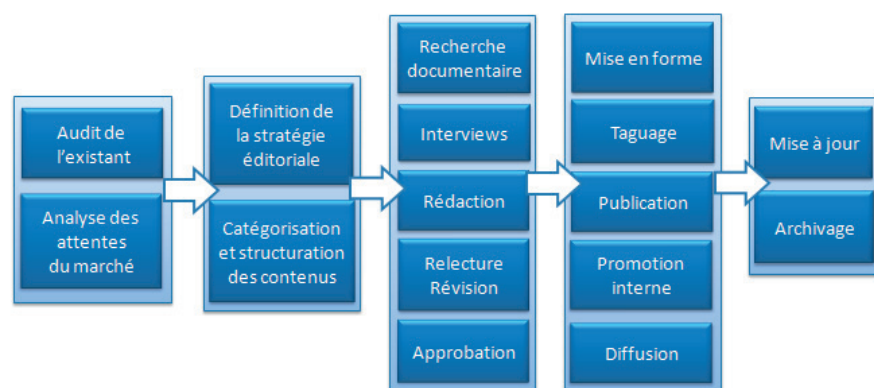 Audit de
l'existant
Analyse des
attentes
du marché
Définition de
la stratégie
éditoriale
Catégorisation
et structuration
des contenus
Recherche
documentaire
Interviews
Rédaction
Relecture
Révision
Approbation
Mise en forme
Taguage
Publication
Promotion
interne
Diffusion
Mise à jour
Archivage